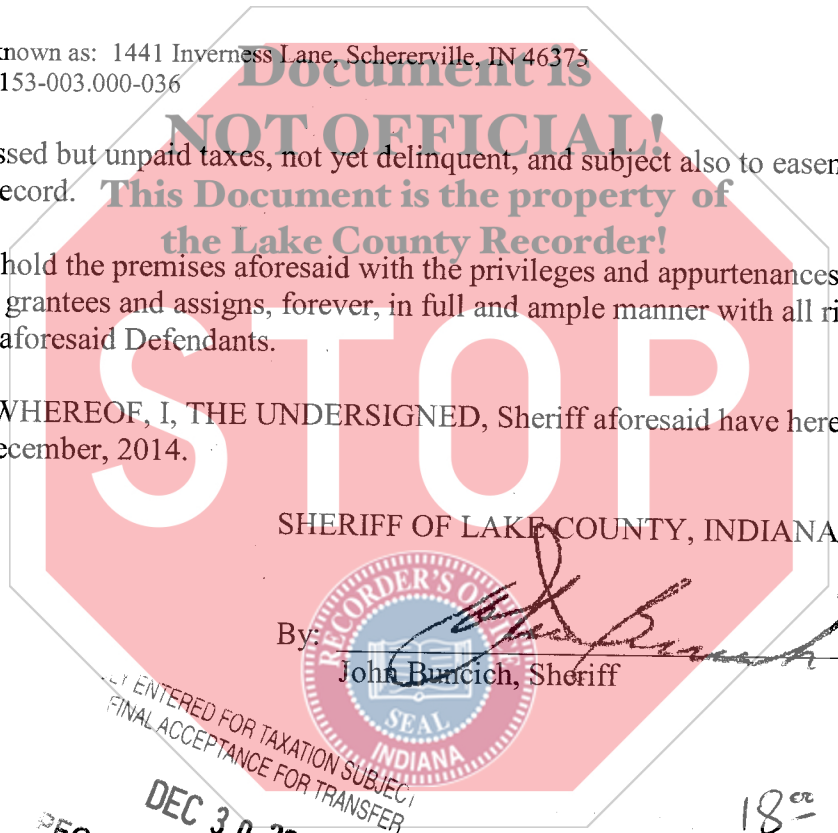 known as: 1441 Inverness Lane, Schererville, IN 46375
153-003.000-036
Document is
NOT OFFICIAL!
ssed but unpaid taxes, not yet delinquent, and subject also to easen
ecord.
This Document is the property of
the Lake County Recorder!
hold the premises aforesaid with the privileges and appurtenances
grantees and assigns, forever, in full and ample manner with all ri
aforesaid Defendants.
STOP
WHEREOF, I, THE UNDERSIGNED, Sheriff aforesaid have here
ecember, 2014.
SHERIFF OF LAKE COUNTY, INDIANA
RECORDER'S OFFICE
By:
John Buncich, Sheriff
SEAL
INDIANA
LY ENTERED FOR TAXATION SUBJECT
FINAL ACCEPTANCE FOR TRANSFER
DEC 30
18